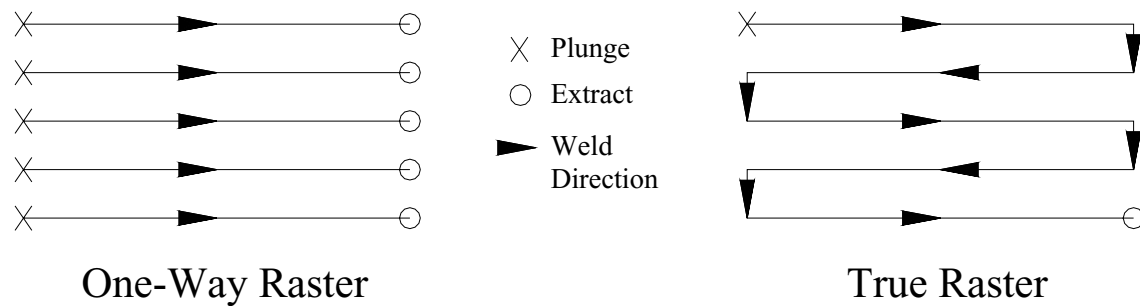 Plunge
Extract
Weld
Direction
One-Way Raster
True Raster